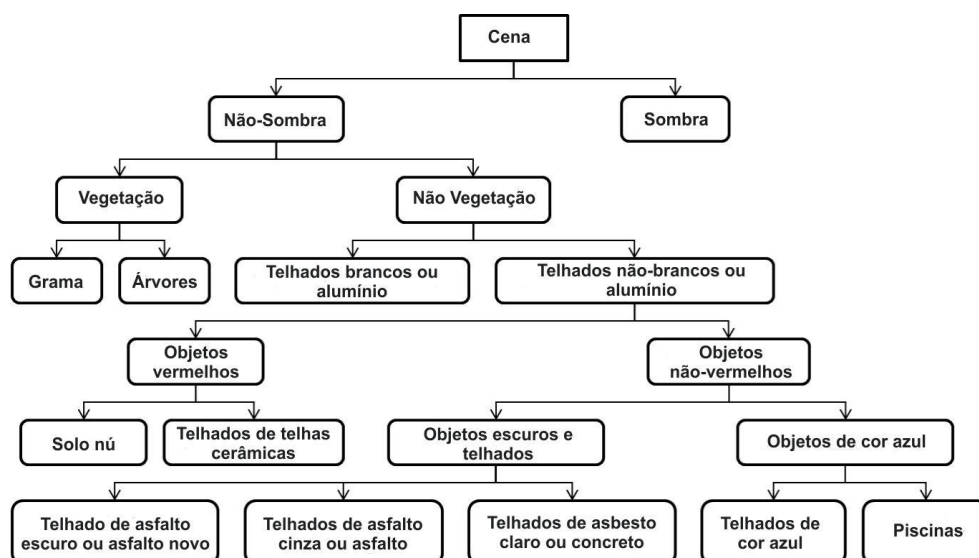 Cena
Não-Sombra
Sombra
Vegetação
Não Vegetação
Grama
Árvores
Telhados brancos ou
alumínio
Telhados não-brancos ou
alumínio
Objetos
vermelhos
Objetos
não-vermelhos
Solo nú
Telhados de telhas
cerâmicas
Objetos escuros e
telhados
Objetos de cor azul
Telhado de asfalto
escuro ou asfalto novo
Telhados de asfalto
cinza ou asfalto
Telhados de asbesto
claro ou concreto
Telhados de
cor azul
Piscinas